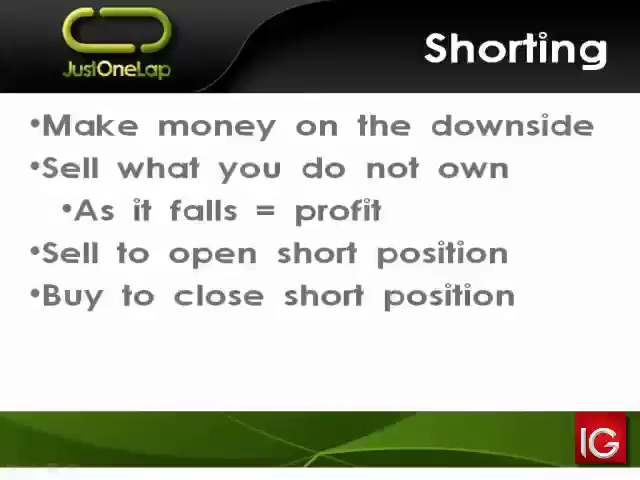 JustOneLap
Shorting
•Make money on the downside
•Sell what you do not own
•As it falls = profit
•Sell to open short position
•Buy to close short position
IG